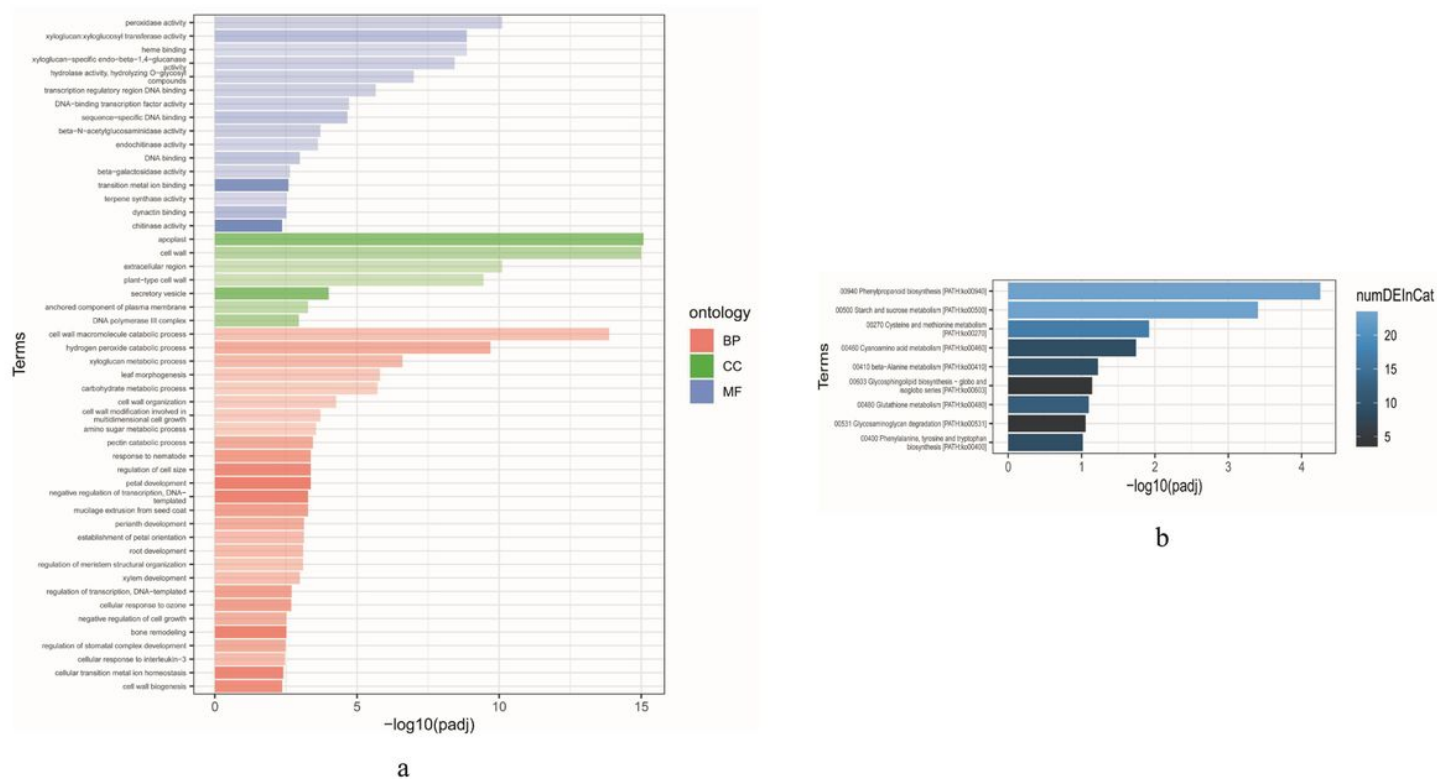 peroxidase activity
xyloglucan:xyloglucosyl transferase activity
heme binding
xyloglucan-specific endo-beta-1,4-glucanase
activity
hydrolase activity, hydrolyzing O-glycosyl
compounds
transcription regulatory region DNA binding
DNA-binding transcription factor activity
sequence-specific DNA binding
beta-N-acetylglucosaminidase activity
endochitinase activity
DNA binding
beta-galactosidase activity
transition metal ion binding
terpene synthase activity
dynactin binding
chitinase activity
apoplast
cell wall
extracellular region
plant-type cell wall
secretory vesicle
anchored component of plasma membrane
DNA polymerase III complex
cell wall macromolecule catabolic process
hydrogen peroxide catabolic process
xyloglucan metabolic process
leaf morphogenesis
carbohydrate metabolic process
cell wall organization
cell wall modification involved in
multidimensional cell growth
amino sugar metabolic process
pectin catabolic process
response to nematode
regulation of cell size
petal development
negative regulation of transcription, DNA-
templated
mucilage extrusion from seed coat
perianth development
establishment of petal orientation
root development
regulation of meristem structural organization
xylem development
regulation of transcription, DNA-templated
cellular response to ozone
negative regulation of cell growth
bone remodeling
regulation of stomatal complex development
cellular response to interleukin-3
cellular transition metal ion homeostasis
cell wall biogenesis
Terms
0 5 10 15
-log10(padj)
ontology
BP
CC
MF
a
00940 Phenylpropanoid biosynthesis [PATH:ko00940]
00500 Starch and sucrose metabolism [PATH:ko00500]
00270 Cysteine and methionine metabolism
[PATH:ko00270]
00460 Cyanoamino acid metabolism [PATH:ko00460]
00410 beta-Alanine metabolism [PATH:ko00410]
00603 Glycosphingolipid biosynthesis - globo and
isoglobo series [PATH:ko00603]
00480 Glutathione metabolism [PATH:ko00480]
00531 Glycosaminoglycan degradation [PATH:ko00531]
00400 Phenylalanine, tyrosine and tryptophan
biosynthesis [PATH:ko00400]
Terms
0 1 2 3 4
-log10(padj)
numDEInCat
20
15
10
5
b